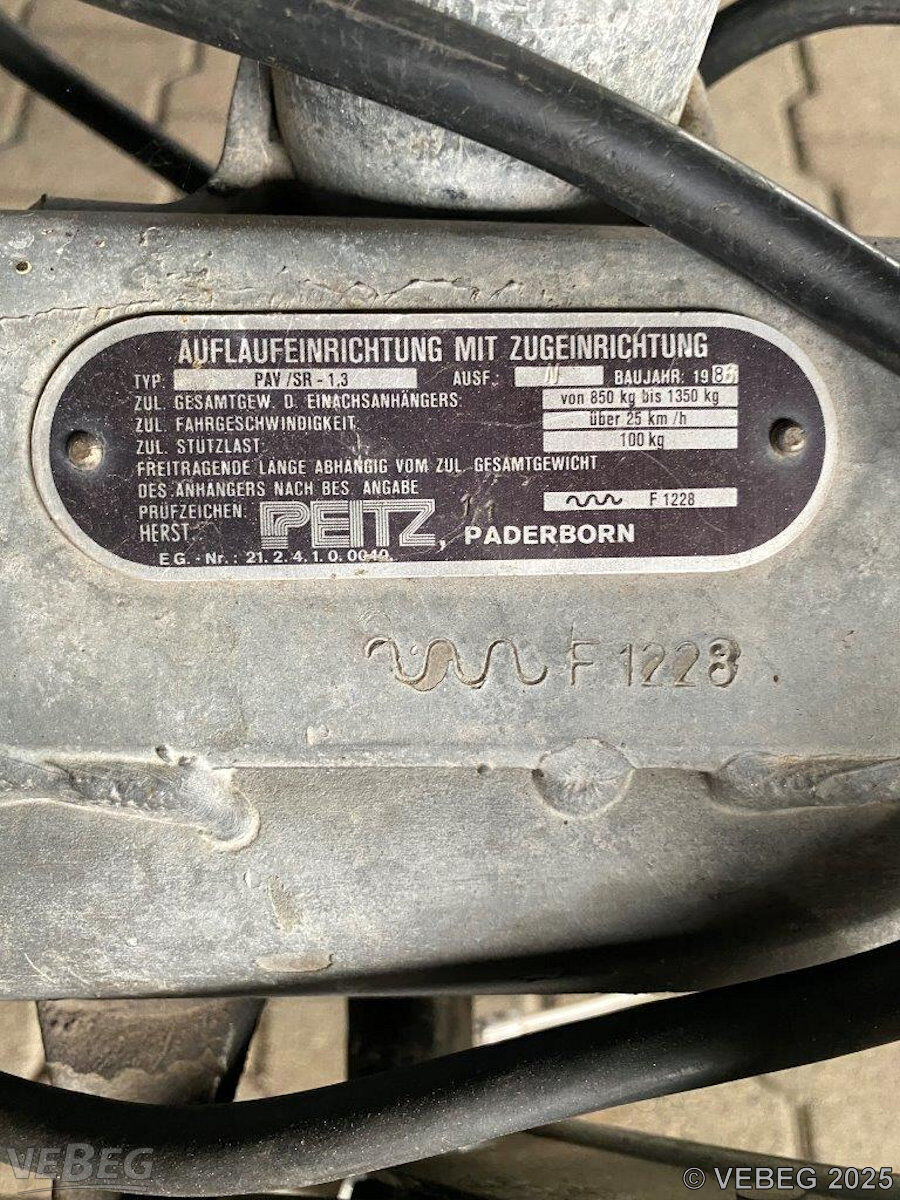 AUFLAUFEINRICHTUNG MIT ZUGEINRICHTUNG
TYP PAV/SR-1,3 AUSF. N BAUJAHR: 1986
ZUL. GESAMTGEW. D. EINACHSANHÄNGERS: von 850 kg bis 1350 kg
ZUL. FAHRGESCHWINDIGKEIT über 25 km/h
ZUL. STÜTZLAST 100 kg
FREITRAGENDE LÄNGE ABHÄNGIG VOM ZUL. GESAMTGEWICHT
DES ANHÄNGERS NACH BES. ANGABE
PRÜFZEICHEN: F 1228
HERST.: PEITZ, PADERBORN
EG.-Nr.: 21.2.4.1.0.0040.
F 1228
VEBEG
© VEBEG 2025